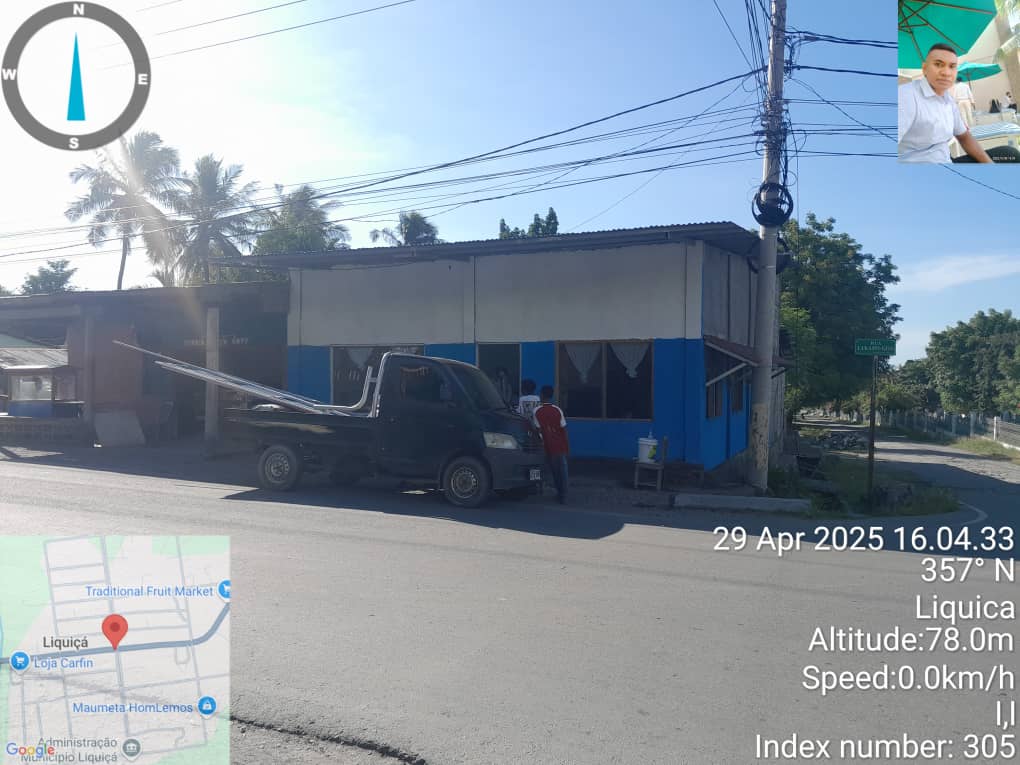 N
W
E
S
RUA
29 Apr 2025 16.04.33
357° N
Liquica
Altitude:78.0m
Speed:0.0km/h
I,I
Index number: 305
Traditional Fruit Market
Liquiçá
Loja Carfin
Maumeta HomLemos
Administração
Município Liquiçá
Google